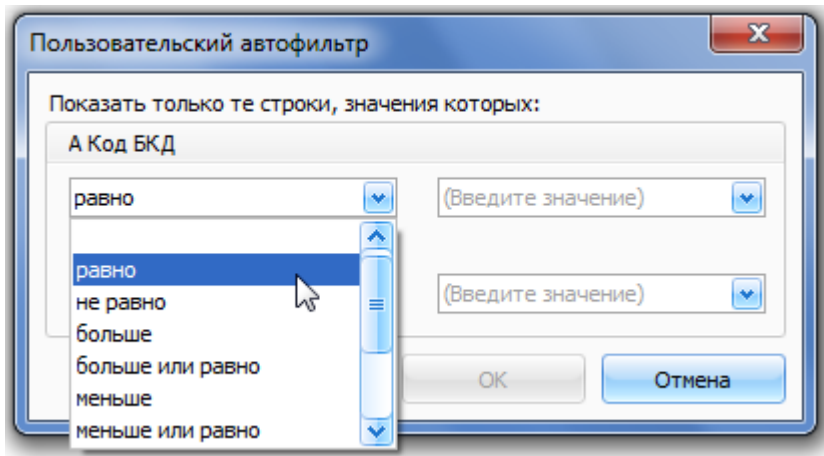 Пользовательский автофильтр
Показать только те строки, значения которых:
А Код БКД
равно
(Введите значение)
равно
не равно
(Введите значение)
больше
больше или равно
меньше
меньше или равно
ОК
Отмена